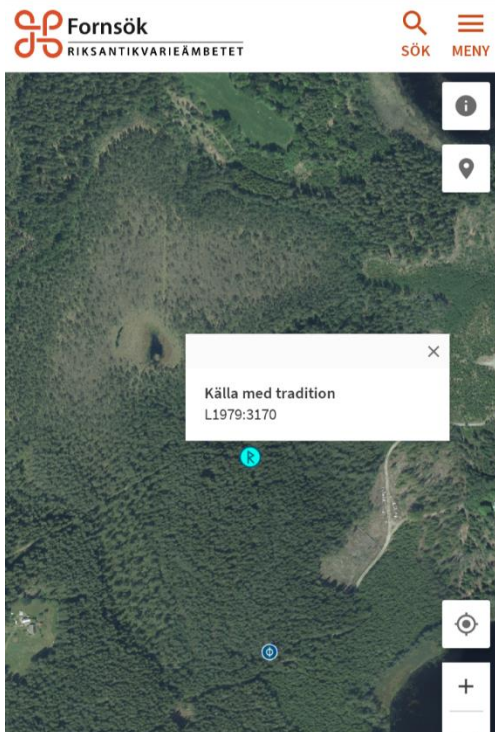 Fornsök
RIKSANTIKVARIEÄMBETET
SÖK
MENY
Källa med tradition
L1979:3170